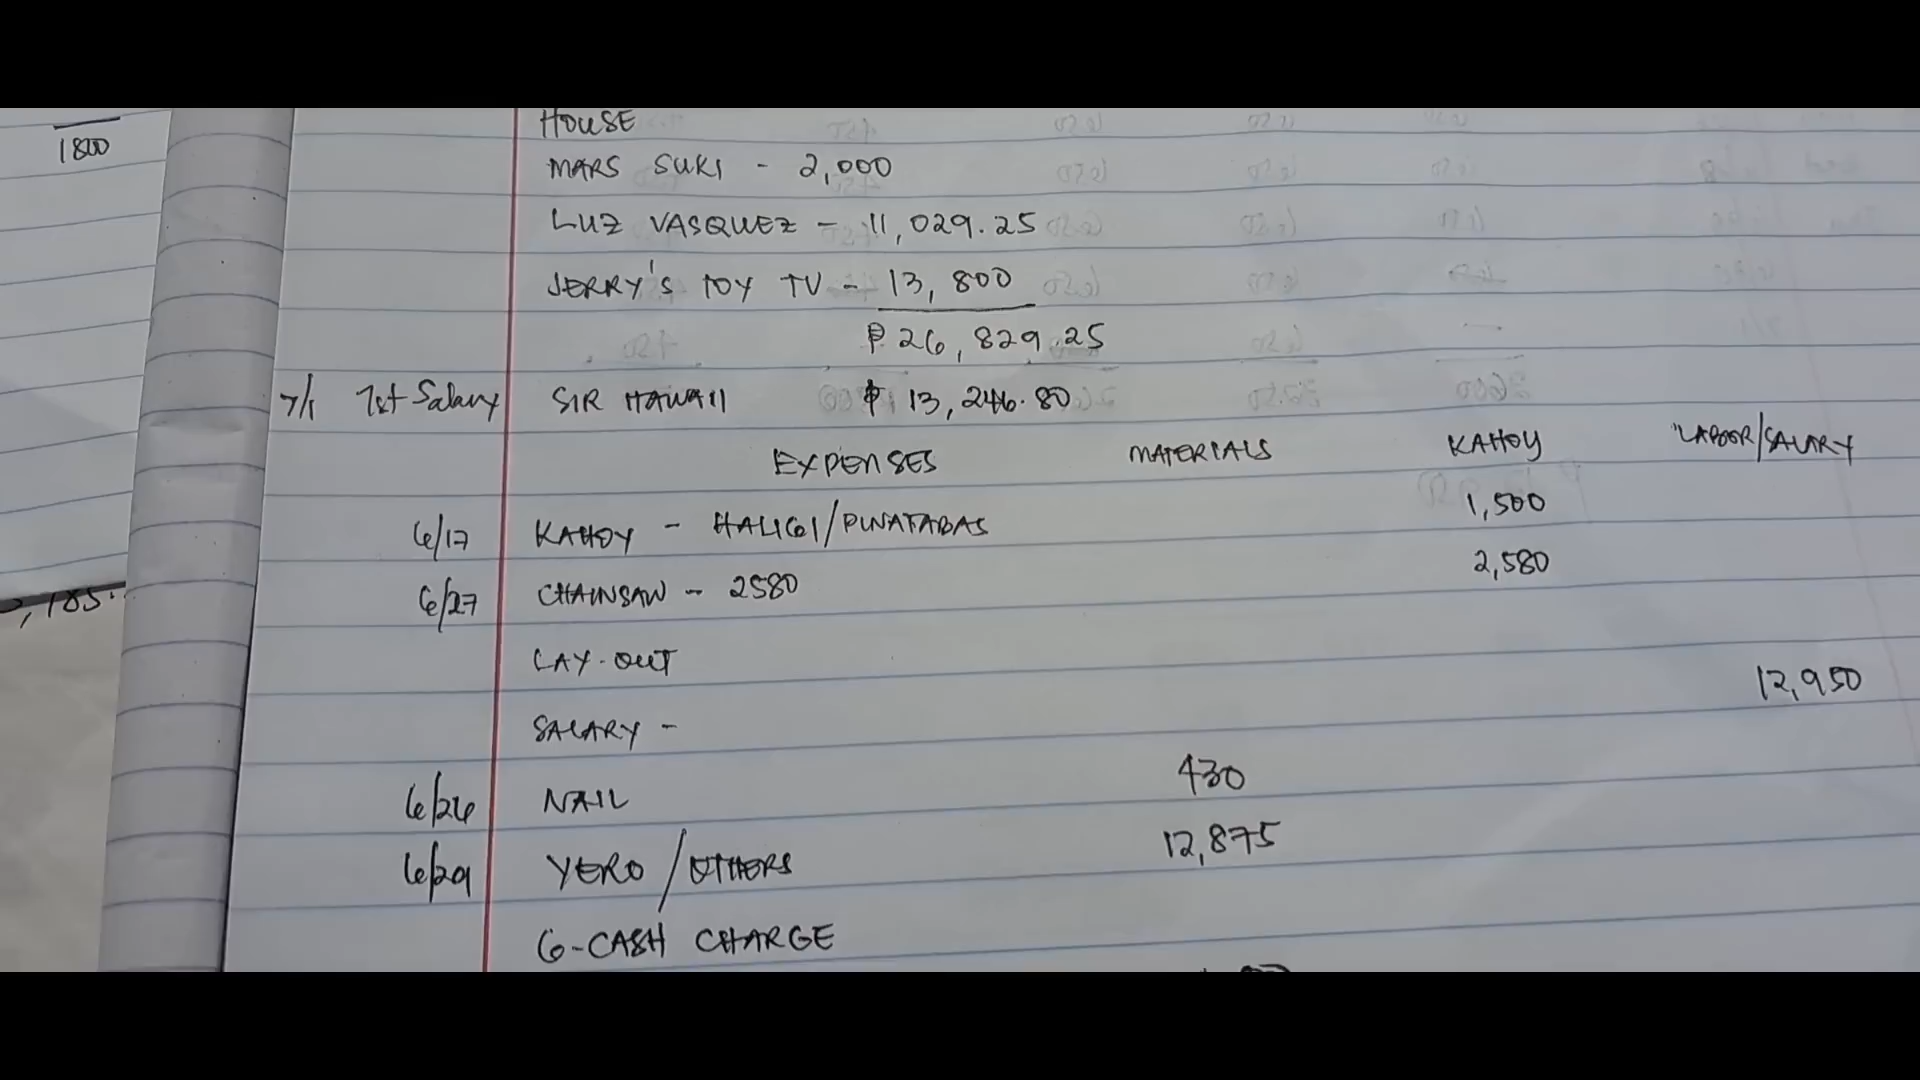 1800
HOUSE
MARS SUKI - 2,000
LUZ VASQUEZ - 11,029.25
JERRY'S TOY TV - 13,800
₱ 26,829.25
7/1 1st Salary SIR HAWAII ₱ 13,246.80
EXPENSES MATERIALS KAHOY LABOR/SALARY
6/17 KAHOY - HALIGI/PINATABAS 1,500
6/27 CHAINSAW - 2580 2,580
LAY-OUT
SALARY - 12,950
6/26 NAIL 430
6/29 YERO / OTHERS 12,875
G-CASH CHARGE